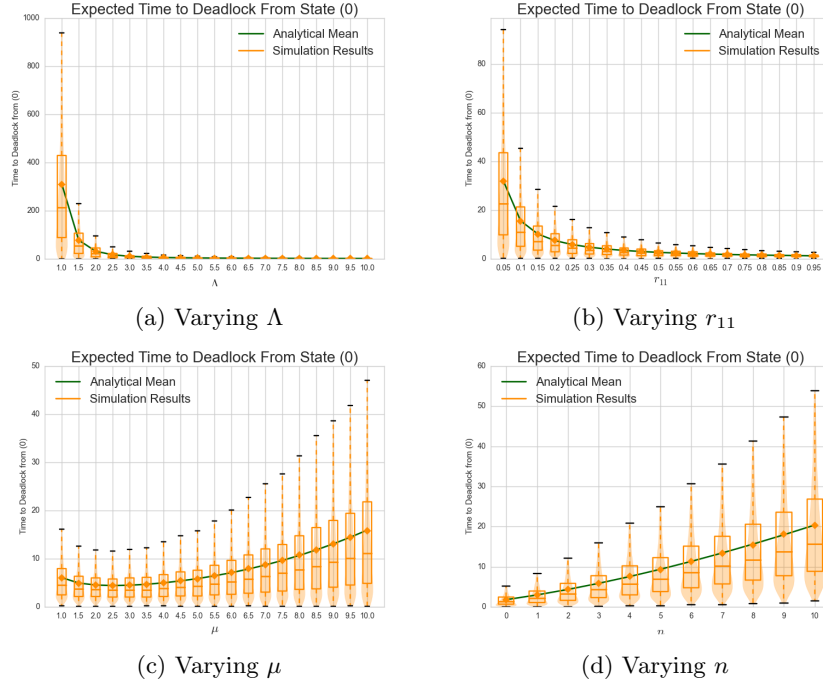 Expected Time to Deadlock From State (0)
1000
800
600
400
200
0
Time to Deadlock from (0)
Analytical Mean
Simulation Results
1.0 1.5 2.0 2.5 3.0 3.5 4.0 4.5 5.0 5.5 6.0 6.5 7.0 7.5 8.0 8.5 9.0 9.5 10.0
Λ
(a) Varying Λ
Expected Time to Deadlock From State (0)
80
60
40
20
0
Time to Deadlock from (0)
Analytical Mean
Simulation Results
0.05 0.1 0.15 0.2 0.25 0.3 0.35 0.4 0.45 0.5 0.55 0.6 0.65 0.7 0.75 0.8 0.85 0.9 0.95
r₁₁
(b) Varying r₁₁
Expected Time to Deadlock From State (0)
50
40
30
20
10
0
Time to Deadlock from (0)
Analytical Mean
Simulation Results
1.0 1.5 2.0 2.5 3.0 3.5 4.0 4.5 5.0 5.5 6.0 6.5 7.0 7.5 8.0 8.5 9.0 9.5 10.0
μ
(c) Varying μ
Expected Time to Deadlock From State (0)
60
50
40
30
20
10
0
Time to Deadlock from (0)
Analytical Mean
Simulation Results
0 1 2 3 4 5 6 7 8 9 10
n
(d) Varying n